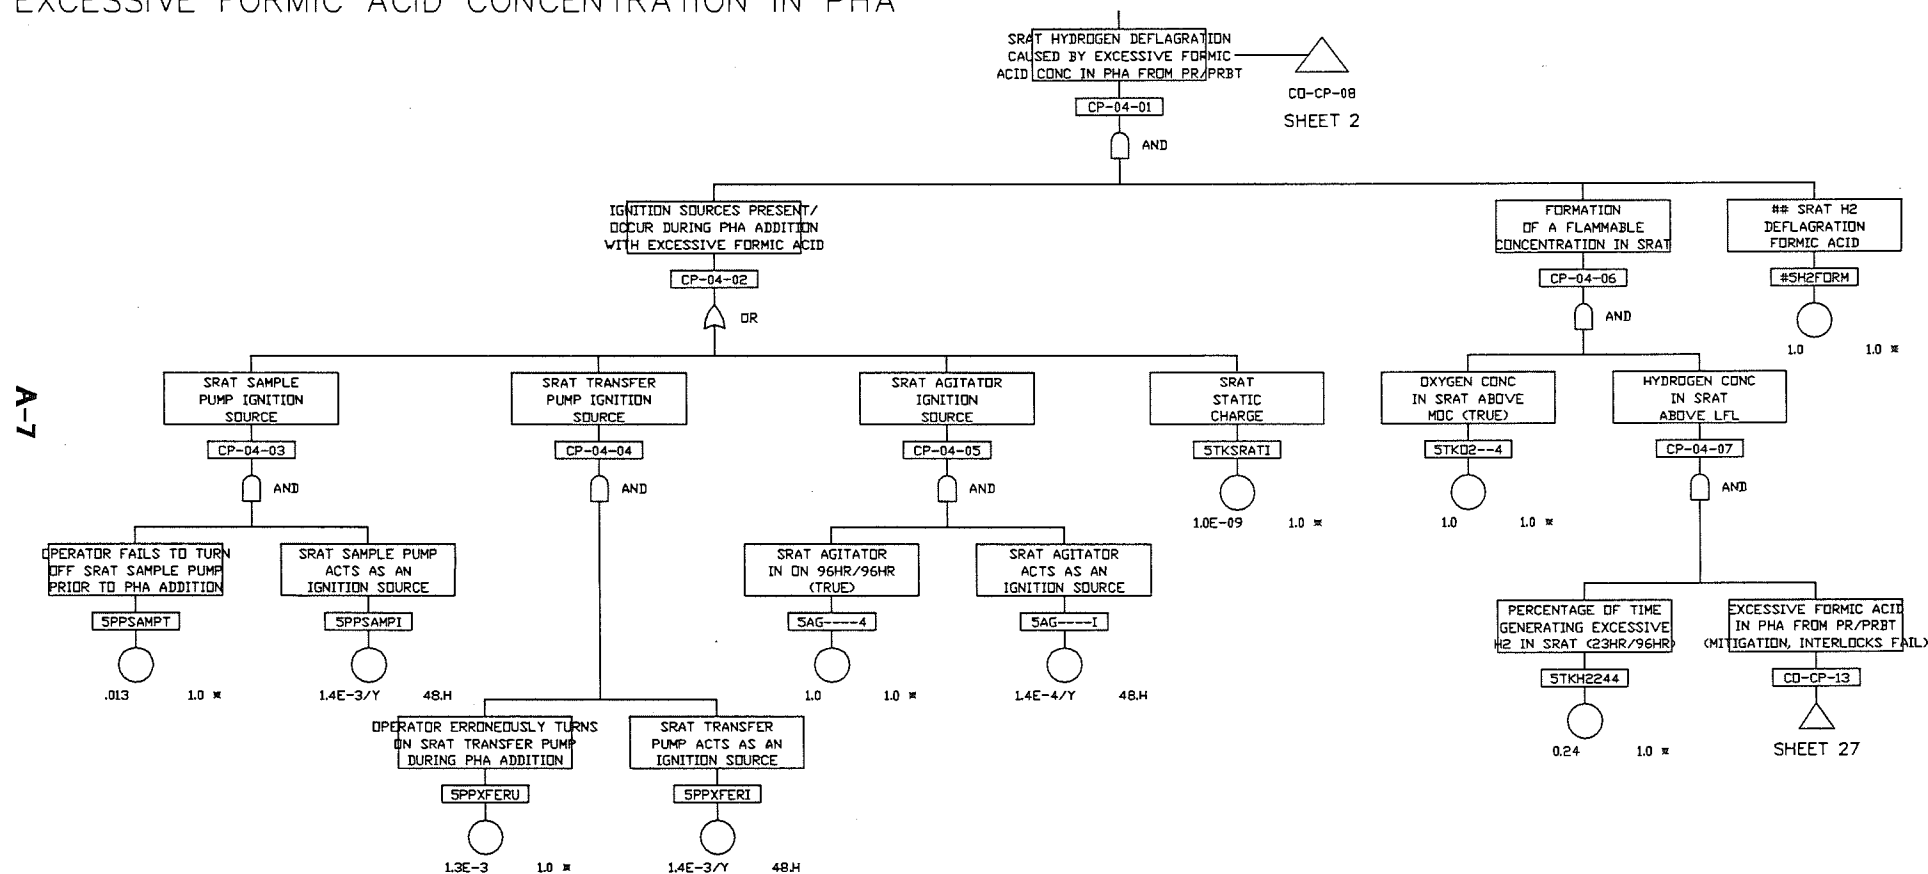 EXCESSIVE FORMIC ACID CONCENTRATION IN PHA
SRAT HYDROGEN DEFLAGRATION
CAUSED BY EXCESSIVE FORMIC
ACID CONC IN PHA FROM PR/PRBT
CO-CP-08
SHEET 2
CP-04-01
AND
IGNITION SOURCES PRESENT/
OCCUR DURING PHA ADDITION
WITH EXCESSIVE FORMIC ACID
CP-04-02
OR
FORMATION
OF A FLAMMABLE
CONCENTRATION IN SRAT
CP-04-06
AND
## SRAT H2
DEFLAGRATION
FORMIC ACID
#5H2FORM
1.0 1.0 *
A-7
SRAT SAMPLE
PUMP IGNITION
SOURCE
CP-04-03
AND
SRAT TRANSFER
PUMP IGNITION
SOURCE
CP-04-04
AND
SRAT AGITATOR
IGNITION
SOURCE
CP-04-05
AND
SRAT
STATIC
CHARGE
5TKSRATI
1.0E-09 1.0 *
OXYGEN CONC
IN SRAT ABOVE
MOC (TRUE)
5TKO2--4
1.0 1.0 *
HYDROGEN CONC
IN SRAT
ABOVE LFL
CP-04-07
AND
OPERATOR FAILS TO TURN
OFF SRAT SAMPLE PUMP
PRIOR TO PHA ADDITION
5PPSAMPT
.013 1.0 *
SRAT SAMPLE PUMP
ACTS AS AN
IGNITION SOURCE
5PPSAMPI
1.4E-3/Y 48.H
SRAT AGITATOR
IN ON 96HR/96HR
(TRUE)
5AG----4
1.0 1.0 *
SRAT AGITATOR
ACTS AS AN
IGNITION SOURCE
5AG----I
1.4E-4/Y 48.H
PERCENTAGE OF TIME
GENERATING EXCESSIVE
H2 IN SRAT (23HR/96HR)
5TKH2244
0.24 1.0 *
EXCESSIVE FORMIC ACID
IN PHA FROM PR/PRBT
(MITIGATION, INTERLOCKS FAIL)
CO-CP-13
SHEET 27
OPERATOR ERRONEOUSLY TURNS
ON SRAT TRANSFER PUMP
DURING PHA ADDITION
5PPXFERU
1.3E-3 1.0 *
SRAT TRANSFER
PUMP ACTS AS AN
IGNITION SOURCE
5PPXFERI
1.4E-3/Y 48.H